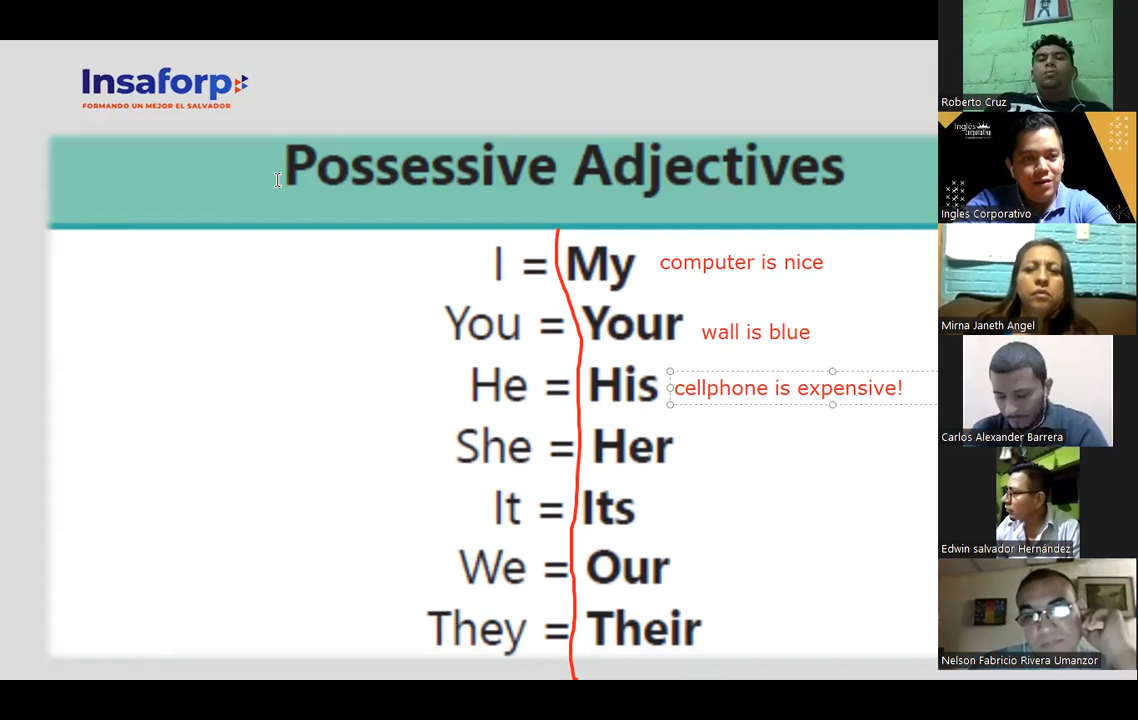 Insaforp
FORMANDO UN MEJOR EL SALVADOR
Possessive Adjectives
I = My computer is nice
You = Your wall is blue
He = His cellphone is expensive!
She = Her
It = Its
We = Our
They = Their
Roberto Cruz
Inglés
Corporativo
Ingles Corporativo
Mirna Janeth Angel
Carlos Alexander Barrera
Edwin salvador Hernández
Nelson Fabricio Rivera Umanzor